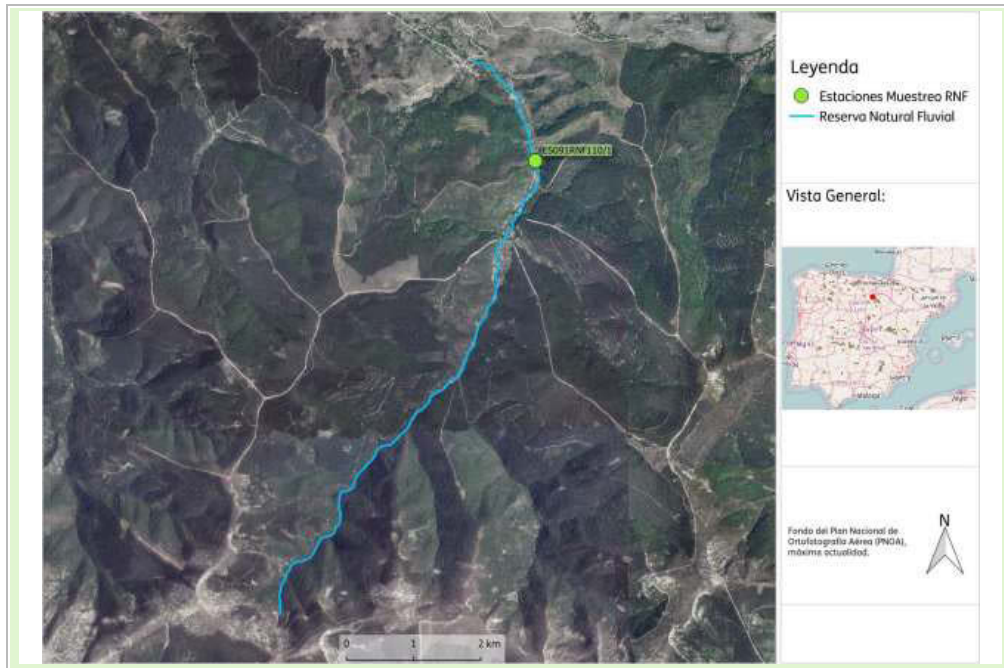 Leyenda
Estaciones Muestreo RNF
Reserva Natural Fluvial
ES091RNF110/1
Vista General:
Fondo del Plan Nacional de
Ortofotografía Aérea (PNOA),
máxima actualidad.
N
0 1 2 km